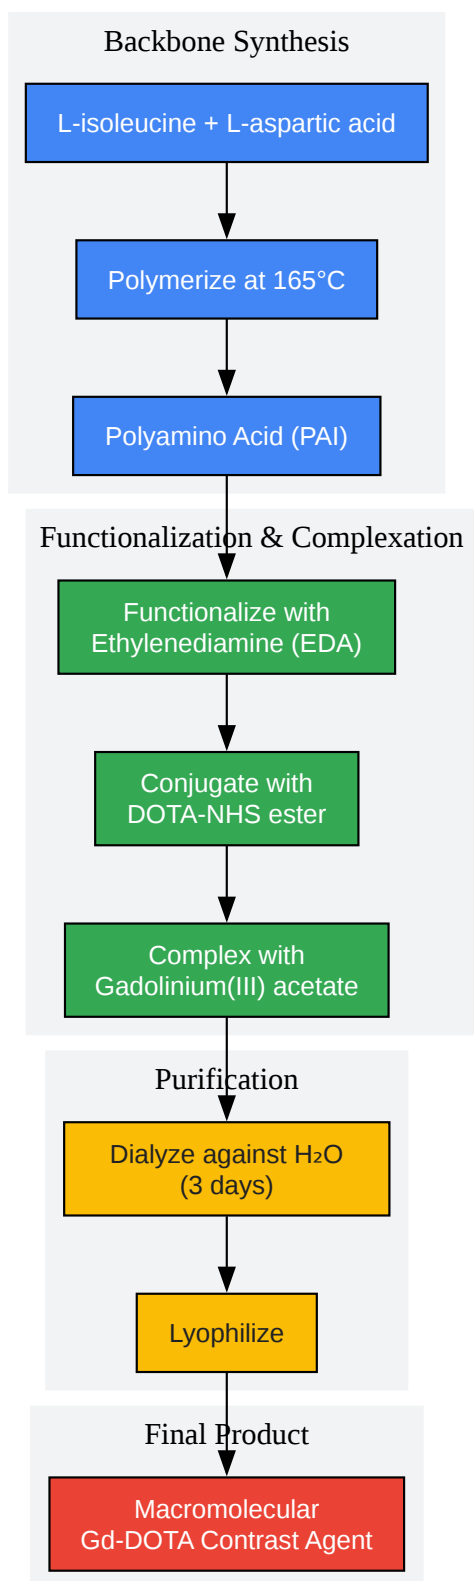 Backbone Synthesis
L-isoleucine + L-aspartic acid
Polymerize at 165°C
Polyamino Acid (PAI)
Functionalization & Complexation
Functionalize with
Ethylenediamine (EDA)
Conjugate with
DOTA-NHS ester
Complex with
Gadolinium(III) acetate
Purification
Dialyze against H₂O
(3 days)
Lyophilize
Final Product
Macromolecular
Gd-DOTA Contrast Agent